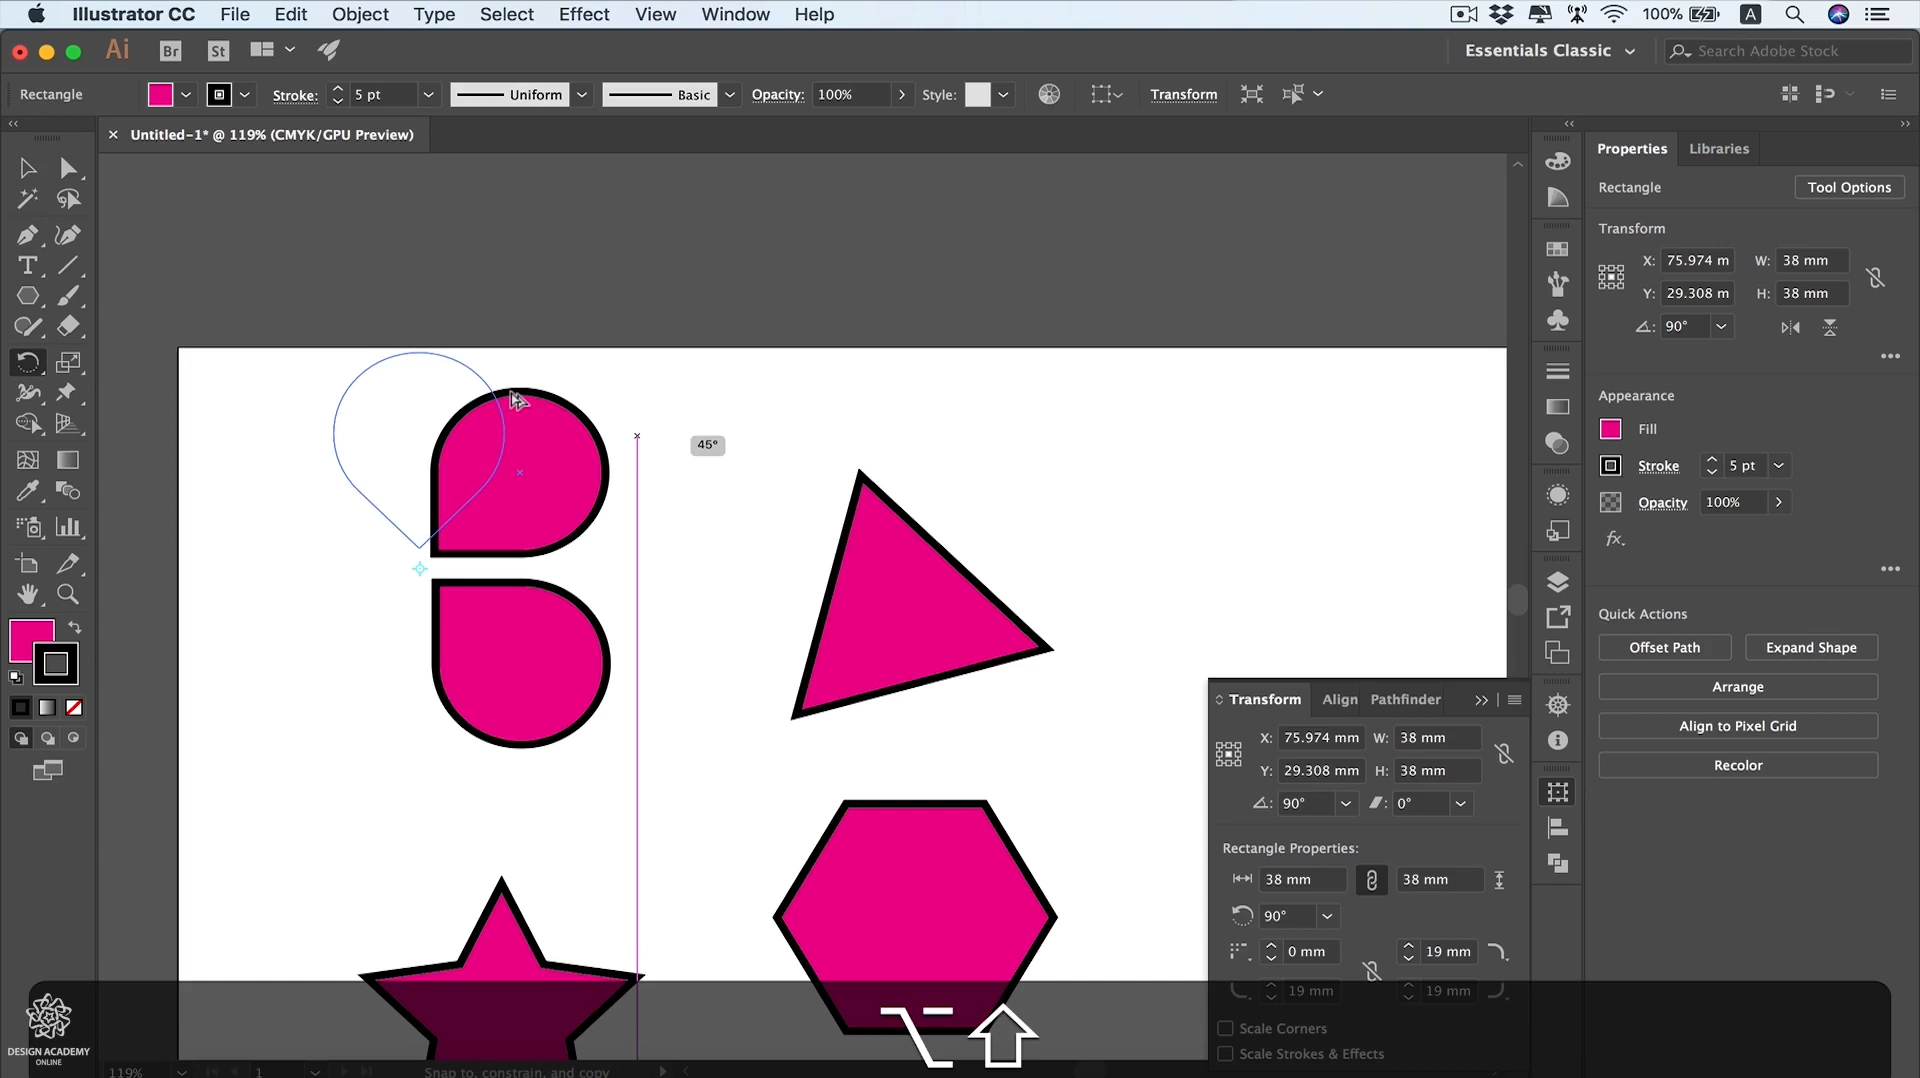 Illustrator CC File Edit Object Type Select Effect View Window Help 100% A
Ai Br St Essentials Classic Search Adobe Stock
Rectangle Stroke: 5 pt Uniform Basic Opacity: 100% Style: Transform
× Untitled-1* @ 119% (CMYK/GPU Preview)
Properties Libraries
Rectangle Tool Options
Transform
X: 75.974 m W: 38 mm
Y: 29.308 m H: 38 mm
90°
Appearance
Fill
Stroke 5 pt
Opacity 100%
fx.
Quick Actions
Offset Path Expand Shape
Arrange
Align to Pixel Grid
Recolor
45°
Transform Align Pathfinder
X: 75.974 mm W: 38 mm
Y: 29.308 mm H: 38 mm
90° 0°
Rectangle Properties:
38 mm 38 mm
90°
0 mm 19 mm
19 mm 19 mm
Scale Corners
Scale Strokes & Effects
DESIGN ACADEMY
ONLINE
119% 1 Snap to, constrain, and copy